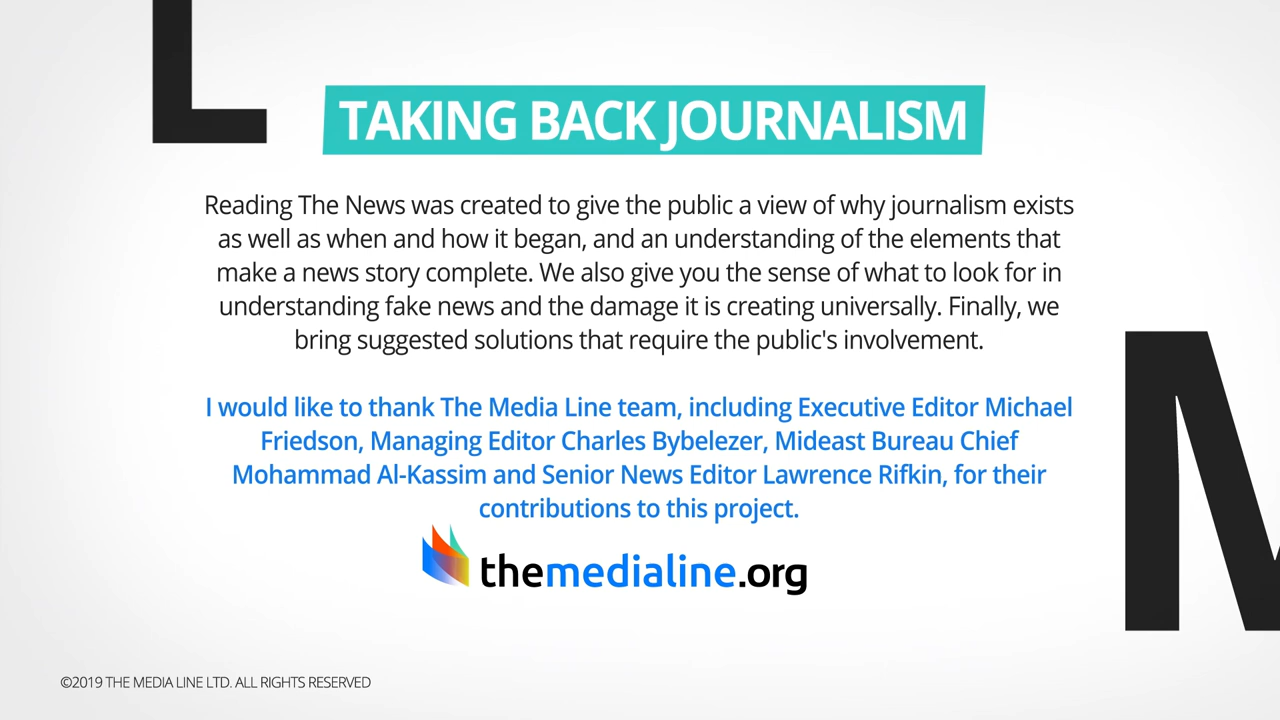 L
TAKING BACK JOURNALISM
Reading The News was created to give the public a view of why journalism exists
as well as when and how it began, and an understanding of the elements that
make a news story complete. We also give you the sense of what to look for in
understanding fake news and the damage it is creating universally. Finally, we
bring suggested solutions that require the public's involvement.
M
I would like to thank The Media Line team, including Executive Editor Michael
Friedson, Managing Editor Charles Bybelezer, Mideast Bureau Chief
Mohammad Al-Kassim and Senior News Editor Lawrence Rifkin, for their
contributions to this project.
themedialine.org
©2019 THE MEDIA LINE LTD. ALL RIGHTS RESERVED